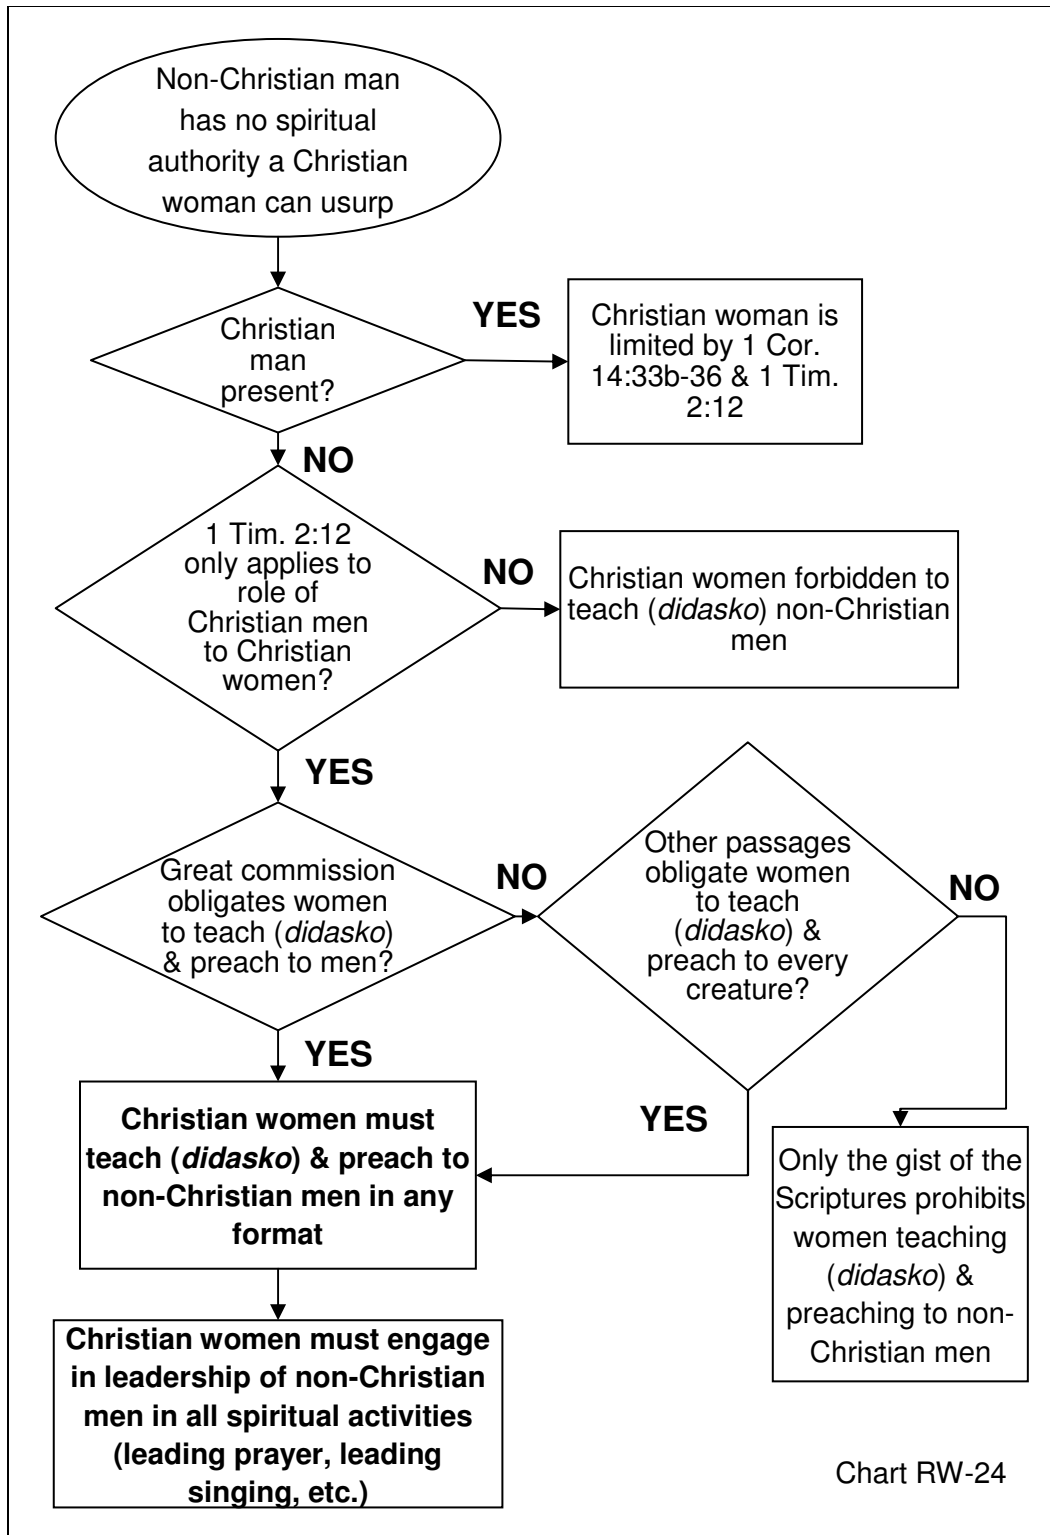 Non-Christian man
has no spiritual
authority a Christian
woman can usurp
Christian
man
present?
YES
Christian woman is
limited by 1 Cor.
14:33b-36 & 1 Tim.
2:12
NO
1 Tim. 2:12
only applies to
role of
Christian men
to Christian
women?
NO
Christian women forbidden to
teach (didasko) non-Christian
men
YES
Great commission
obligates women
to teach (didasko)
& preach to men?
NO
Other passages
obligate women
to teach
(didasko) &
preach to every
creature?
NO
YES
Christian women must
teach (didasko) & preach to
non-Christian men in any
format
YES
Only the gist of the
Scriptures prohibits
women teaching
(didasko) &
preaching to non-
Christian men
Christian women must engage
in leadership of non-Christian
men in all spiritual activities
(leading prayer, leading
singing, etc.)
Chart RW-24